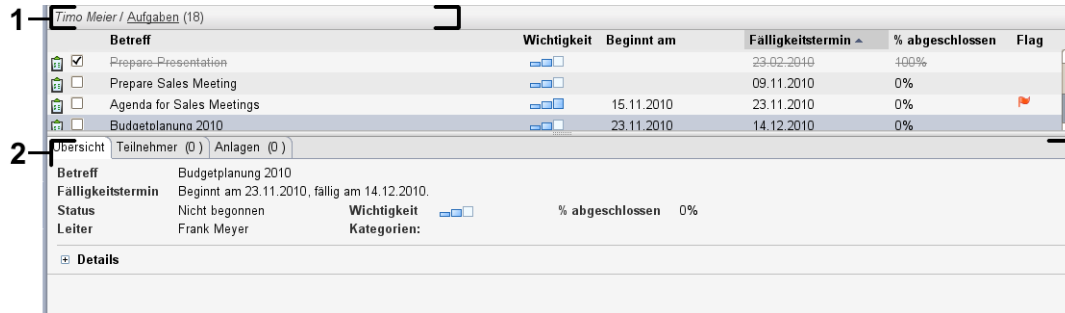 1 Timo Meier / Aufgaben (18)
Betreff Wichtigkeit Beginnt am Fälligkeitstermin % abgeschlossen Flag
Prepare Presentation 23.02.2010 100%
Prepare Sales Meeting 09.11.2010 0%
Agenda for Sales Meetings 15.11.2010 23.11.2010 0%
Budgetplanung 2010 23.11.2010 14.12.2010 0%
2 Übersicht Teilnehmer (0 ) Anlagen (0 )
Betreff Budgetplanung 2010
Fälligkeitstermin Beginnt am 23.11.2010, fällig am 14.12.2010.
Status Nicht begonnen Wichtigkeit % abgeschlossen 0%
Leiter Frank Meyer Kategorien:
Details